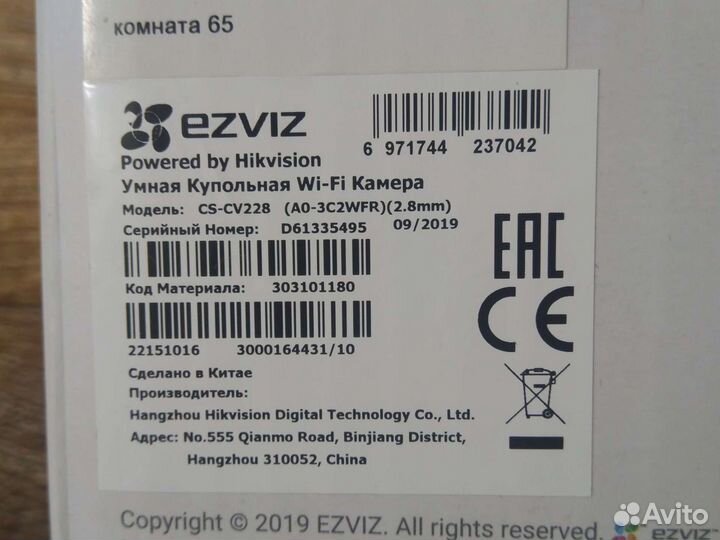 комната 65
ezviz
Powered by Hikvision
6 971744 237042
Умная Купольная Wi-Fi Камера
Модель: CS-CV228 (A0-3C2WFR)(2.8mm)
Серийный Номер: D61335495 09/2019
Код Материала: 303101180
22151016 3000164431/10
Сделано в Китае
Производитель:
Hangzhou Hikvision Digital Technology Co., Ltd.
Адрес: No.555 Qianmo Road, Binjiang District,
Hangzhou 310052, China
EAC
CE
Copyright © 2019 EZVIZ. All rights reserved. ezviz
Avito